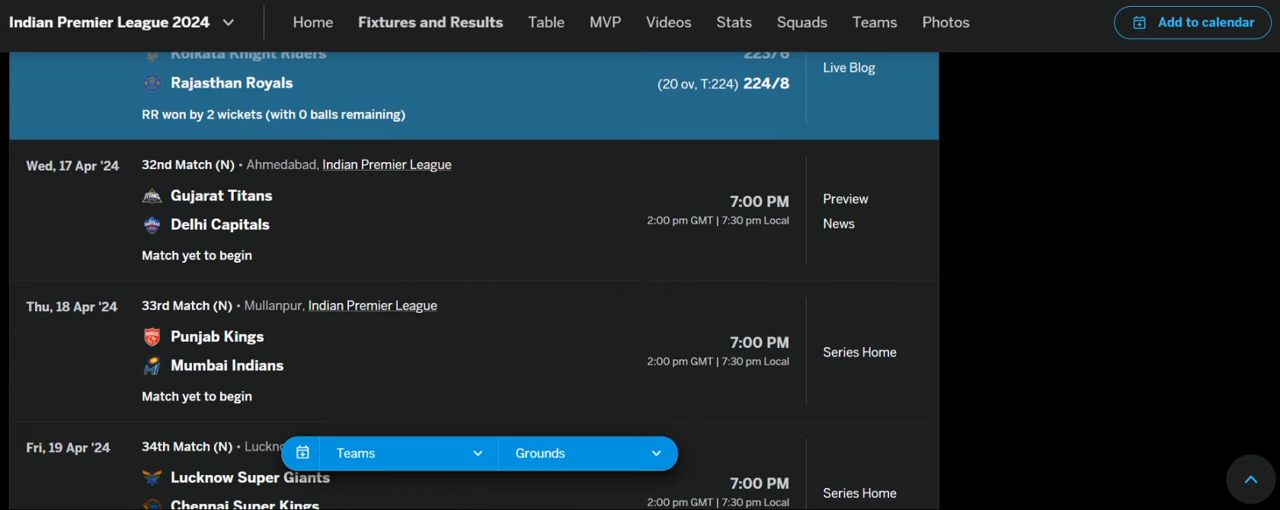 Indian Premier League 2024 Home Fixtures and Results Table MVP Videos Stats Squads Teams Photos Add to calendar
Kolkata Knight Riders 223/6
Rajasthan Royals (20 ov, T:224) 224/8
Live Blog
RR won by 2 wickets (with 0 balls remaining)
Wed, 17 Apr '24 32nd Match (N) • Ahmedabad, Indian Premier League
Gujarat Titans 7:00 PM Preview
Delhi Capitals 2:00 pm GMT | 7:30 pm Local News
Match yet to begin
Thu, 18 Apr '24 33rd Match (N) • Mullanpur, Indian Premier League
Punjab Kings 7:00 PM
Mumbai Indians 2:00 pm GMT | 7:30 pm Local Series Home
Match yet to begin
Fri, 19 Apr '24 34th Match (N) • Luckn
Teams Grounds
Lucknow Super Giants 7:00 PM
Chennai Super Kings 2:00 pm GMT | 7:30 pm Local Series Home